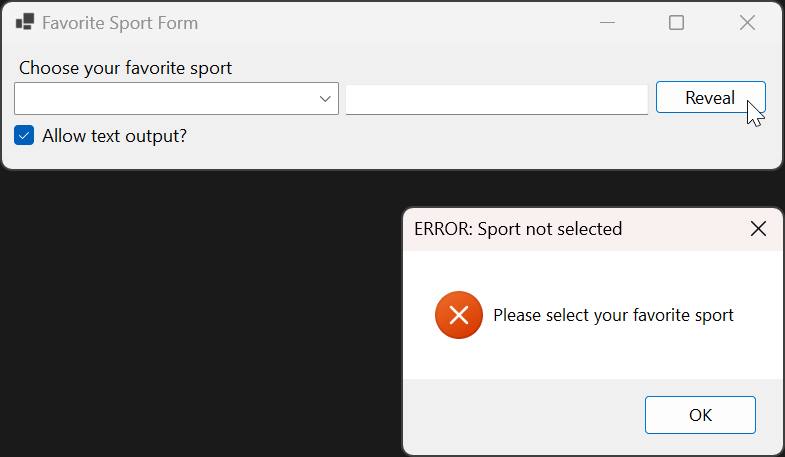 Favorite Sport Form
Choose your favorite sport
Reveal
Allow text output?
ERROR: Sport not selected
Please select your favorite sport
OK